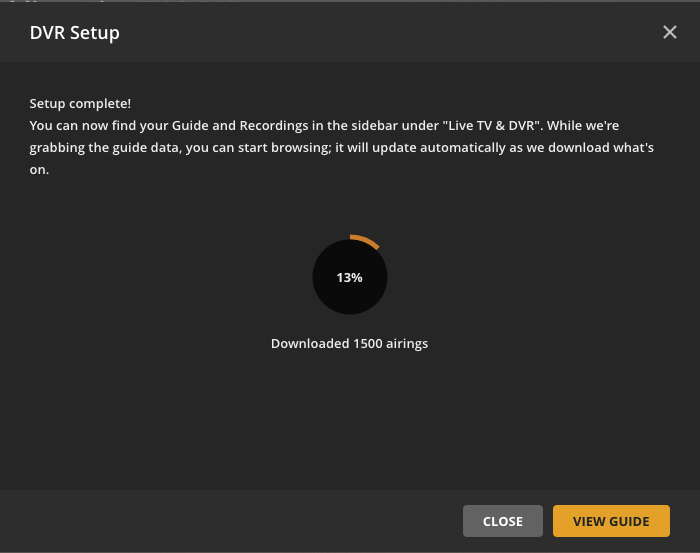 DVR Setup
Setup complete!
You can now find your Guide and Recordings in the sidebar under "Live TV & DVR". While we're
grabbing the guide data, you can start browsing; it will update automatically as we download what's
on.
13%
Downloaded 1500 airings
CLOSE
VIEW GUIDE